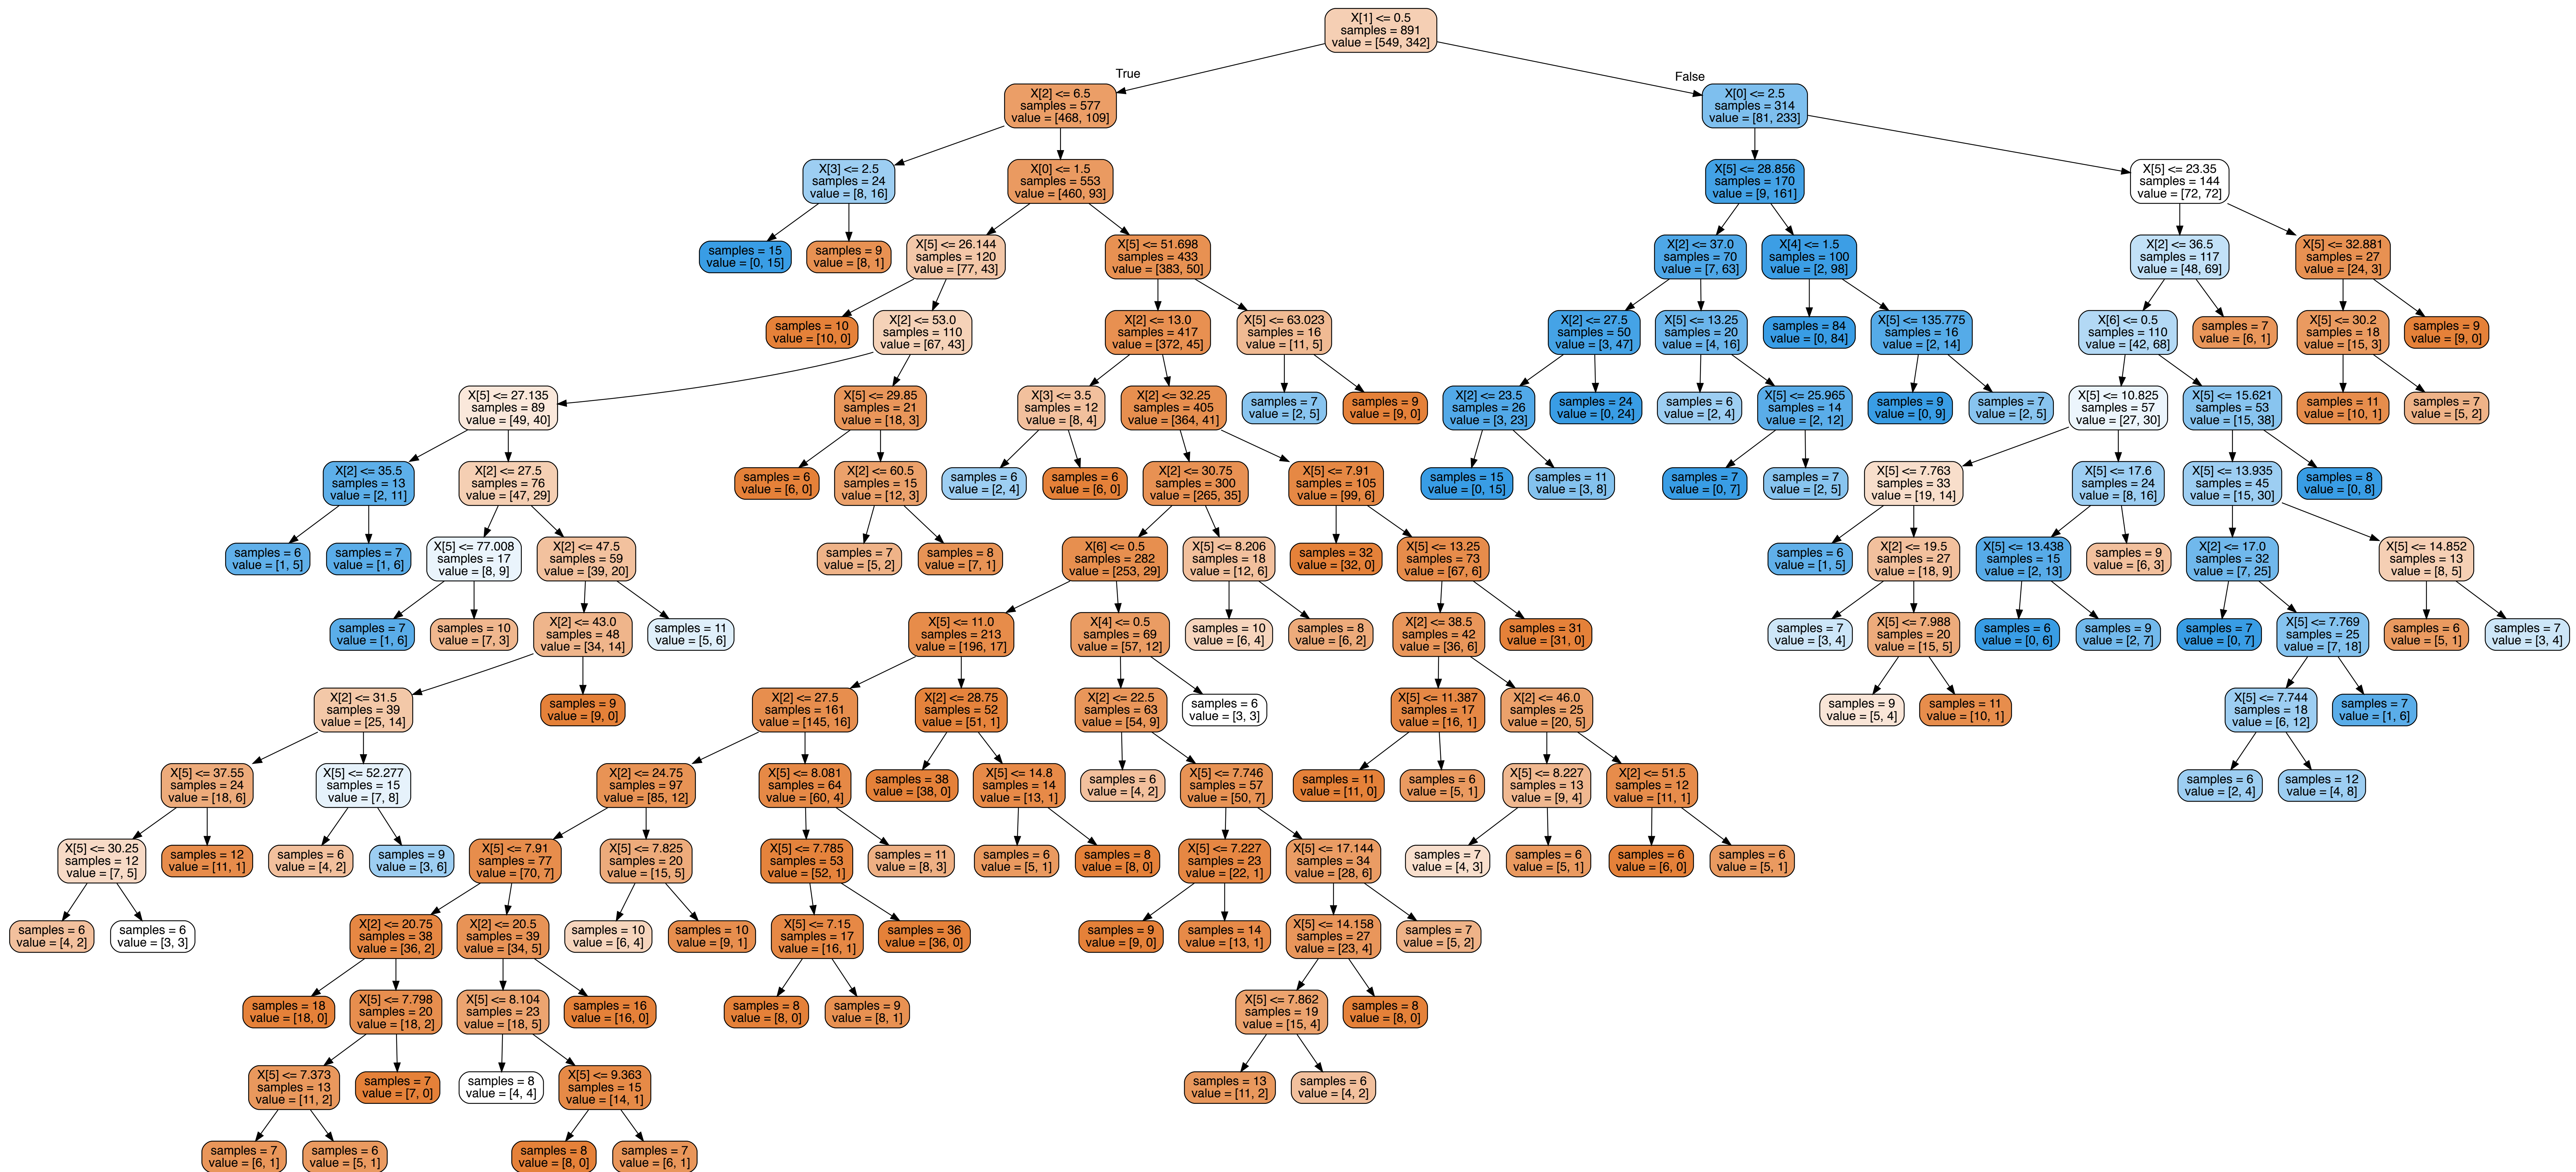 X[1] <= 0.5
samples = 891
value = [549, 342]
True
False
X[2] <= 6.5
samples = 577
value = [468, 109]
X[0] <= 2.5
samples = 314
value = [81, 233]
X[3] <= 2.5
samples = 24
value = [8, 16]
X[0] <= 1.5
samples = 553
value = [460, 93]
X[5] <= 28.856
samples = 170
value = [9, 161]
X[5] <= 23.35
samples = 144
value = [72, 72]
samples = 15
value = [0, 15]
samples = 9
value = [8, 1]
X[5] <= 26.144
samples = 120
value = [77, 43]
X[5] <= 51.698
samples = 433
value = [383, 50]
X[2] <= 37.0
samples = 70
value = [7, 63]
X[4] <= 1.5
samples = 100
value = [2, 98]
X[2] <= 36.5
samples = 117
value = [48, 69]
X[5] <= 32.881
samples = 27
value = [24, 3]
samples = 10
value = [10, 0]
X[2] <= 53.0
samples = 110
value = [67, 43]
X[2] <= 13.0
samples = 417
value = [372, 45]
X[5] <= 63.023
samples = 16
value = [11, 5]
X[2] <= 27.5
samples = 50
value = [3, 47]
X[5] <= 13.25
samples = 20
value = [4, 16]
samples = 84
value = [0, 84]
X[5] <= 135.775
samples = 16
value = [2, 14]
X[6] <= 0.5
samples = 110
value = [42, 68]
samples = 7
value = [6, 1]
X[5] <= 30.2
samples = 18
value = [15, 3]
samples = 9
value = [9, 0]
X[5] <= 27.135
samples = 89
value = [49, 40]
X[5] <= 29.85
samples = 21
value = [18, 3]
X[3] <= 3.5
samples = 12
value = [8, 4]
X[2] <= 32.25
samples = 405
value = [364, 41]
samples = 7
value = [2, 5]
samples = 9
value = [9, 0]
X[2] <= 23.5
samples = 26
value = [3, 23]
samples = 24
value = [0, 24]
samples = 6
value = [2, 4]
X[5] <= 25.965
samples = 14
value = [2, 12]
samples = 9
value = [0, 9]
samples = 7
value = [2, 5]
X[5] <= 10.825
samples = 57
value = [27, 30]
X[5] <= 15.621
samples = 53
value = [15, 38]
samples = 11
value = [10, 1]
samples = 7
value = [5, 2]
X[2] <= 35.5
samples = 13
value = [2, 11]
X[2] <= 27.5
samples = 76
value = [47, 29]
samples = 6
value = [6, 0]
X[2] <= 60.5
samples = 15
value = [12, 3]
samples = 6
value = [2, 4]
samples = 6
value = [6, 0]
X[2] <= 30.75
samples = 300
value = [265, 35]
X[5] <= 7.91
samples = 105
value = [99, 6]
samples = 15
value = [0, 15]
samples = 11
value = [3, 8]
samples = 7
value = [0, 7]
samples = 7
value = [2, 5]
X[5] <= 7.763
samples = 33
value = [19, 14]
X[5] <= 17.6
samples = 24
value = [8, 16]
X[5] <= 13.935
samples = 45
value = [15, 30]
samples = 8
value = [0, 8]
samples = 6
value = [1, 5]
samples = 7
value = [1, 6]
X[5] <= 77.008
samples = 17
value = [8, 9]
X[2] <= 47.5
samples = 59
value = [39, 20]
samples = 7
value = [5, 2]
samples = 8
value = [7, 1]
X[6] <= 0.5
samples = 282
value = [253, 29]
X[5] <= 8.206
samples = 18
value = [12, 6]
samples = 32
value = [32, 0]
X[5] <= 13.25
samples = 73
value = [67, 6]
samples = 6
value = [1, 5]
X[2] <= 19.5
samples = 27
value = [18, 9]
X[5] <= 13.438
samples = 15
value = [2, 13]
samples = 9
value = [6, 3]
X[2] <= 17.0
samples = 32
value = [7, 25]
X[5] <= 14.852
samples = 13
value = [8, 5]
samples = 7
value = [1, 6]
samples = 10
value = [7, 3]
X[2] <= 43.0
samples = 48
value = [34, 14]
samples = 11
value = [5, 6]
X[5] <= 11.0
samples = 213
value = [196, 17]
X[4] <= 0.5
samples = 69
value = [57, 12]
samples = 10
value = [6, 4]
samples = 8
value = [6, 2]
X[2] <= 38.5
samples = 42
value = [36, 6]
samples = 31
value = [31, 0]
samples = 7
value = [3, 4]
X[5] <= 7.988
samples = 20
value = [15, 5]
samples = 6
value = [0, 6]
samples = 9
value = [2, 7]
samples = 7
value = [0, 7]
X[5] <= 7.769
samples = 25
value = [7, 18]
samples = 6
value = [5, 1]
samples = 7
value = [3, 4]
X[2] <= 31.5
samples = 39
value = [25, 14]
samples = 9
value = [9, 0]
X[2] <= 27.5
samples = 161
value = [145, 16]
X[2] <= 28.75
samples = 52
value = [51, 1]
X[2] <= 22.5
samples = 63
value = [54, 9]
samples = 6
value = [3, 3]
X[5] <= 11.387
samples = 17
value = [16, 1]
X[2] <= 46.0
samples = 25
value = [20, 5]
samples = 9
value = [5, 4]
samples = 11
value = [10, 1]
X[5] <= 7.744
samples = 18
value = [6, 12]
samples = 7
value = [1, 6]
X[5] <= 37.55
samples = 24
value = [18, 6]
X[5] <= 52.277
samples = 15
value = [7, 8]
X[2] <= 24.75
samples = 97
value = [85, 12]
X[5] <= 8.081
samples = 64
value = [60, 4]
samples = 38
value = [38, 0]
X[5] <= 14.8
samples = 14
value = [13, 1]
samples = 6
value = [4, 2]
X[5] <= 7.746
samples = 57
value = [50, 7]
samples = 11
value = [11, 0]
samples = 6
value = [5, 1]
X[5] <= 8.227
samples = 13
value = [9, 4]
X[2] <= 51.5
samples = 12
value = [11, 1]
samples = 6
value = [2, 4]
samples = 12
value = [4, 8]
X[5] <= 30.25
samples = 12
value = [7, 5]
samples = 12
value = [11, 1]
samples = 6
value = [4, 2]
samples = 9
value = [3, 6]
X[5] <= 7.91
samples = 77
value = [70, 7]
X[5] <= 7.825
samples = 20
value = [15, 5]
X[5] <= 7.785
samples = 53
value = [52, 1]
samples = 11
value = [8, 3]
samples = 6
value = [5, 1]
samples = 8
value = [8, 0]
X[5] <= 7.227
samples = 23
value = [22, 1]
X[5] <= 17.144
samples = 34
value = [28, 6]
samples = 7
value = [4, 3]
samples = 6
value = [5, 1]
samples = 6
value = [6, 0]
samples = 6
value = [5, 1]
samples = 6
value = [4, 2]
samples = 6
value = [3, 3]
X[2] <= 20.75
samples = 38
value = [36, 2]
X[2] <= 20.5
samples = 39
value = [34, 5]
samples = 10
value = [6, 4]
samples = 10
value = [9, 1]
X[5] <= 7.15
samples = 17
value = [16, 1]
samples = 36
value = [36, 0]
samples = 9
value = [9, 0]
samples = 14
value = [13, 1]
X[5] <= 14.158
samples = 27
value = [23, 4]
samples = 7
value = [5, 2]
samples = 18
value = [18, 0]
X[5] <= 7.798
samples = 20
value = [18, 2]
X[5] <= 8.104
samples = 23
value = [18, 5]
samples = 16
value = [16, 0]
samples = 8
value = [8, 0]
samples = 9
value = [8, 1]
X[5] <= 7.862
samples = 19
value = [15, 4]
samples = 8
value = [8, 0]
X[5] <= 7.373
samples = 13
value = [11, 2]
samples = 7
value = [7, 0]
samples = 8
value = [4, 4]
X[5] <= 9.363
samples = 15
value = [14, 1]
samples = 13
value = [11, 2]
samples = 6
value = [4, 2]
samples = 7
value = [6, 1]
samples = 6
value = [5, 1]
samples = 8
value = [8, 0]
samples = 7
value = [6, 1]